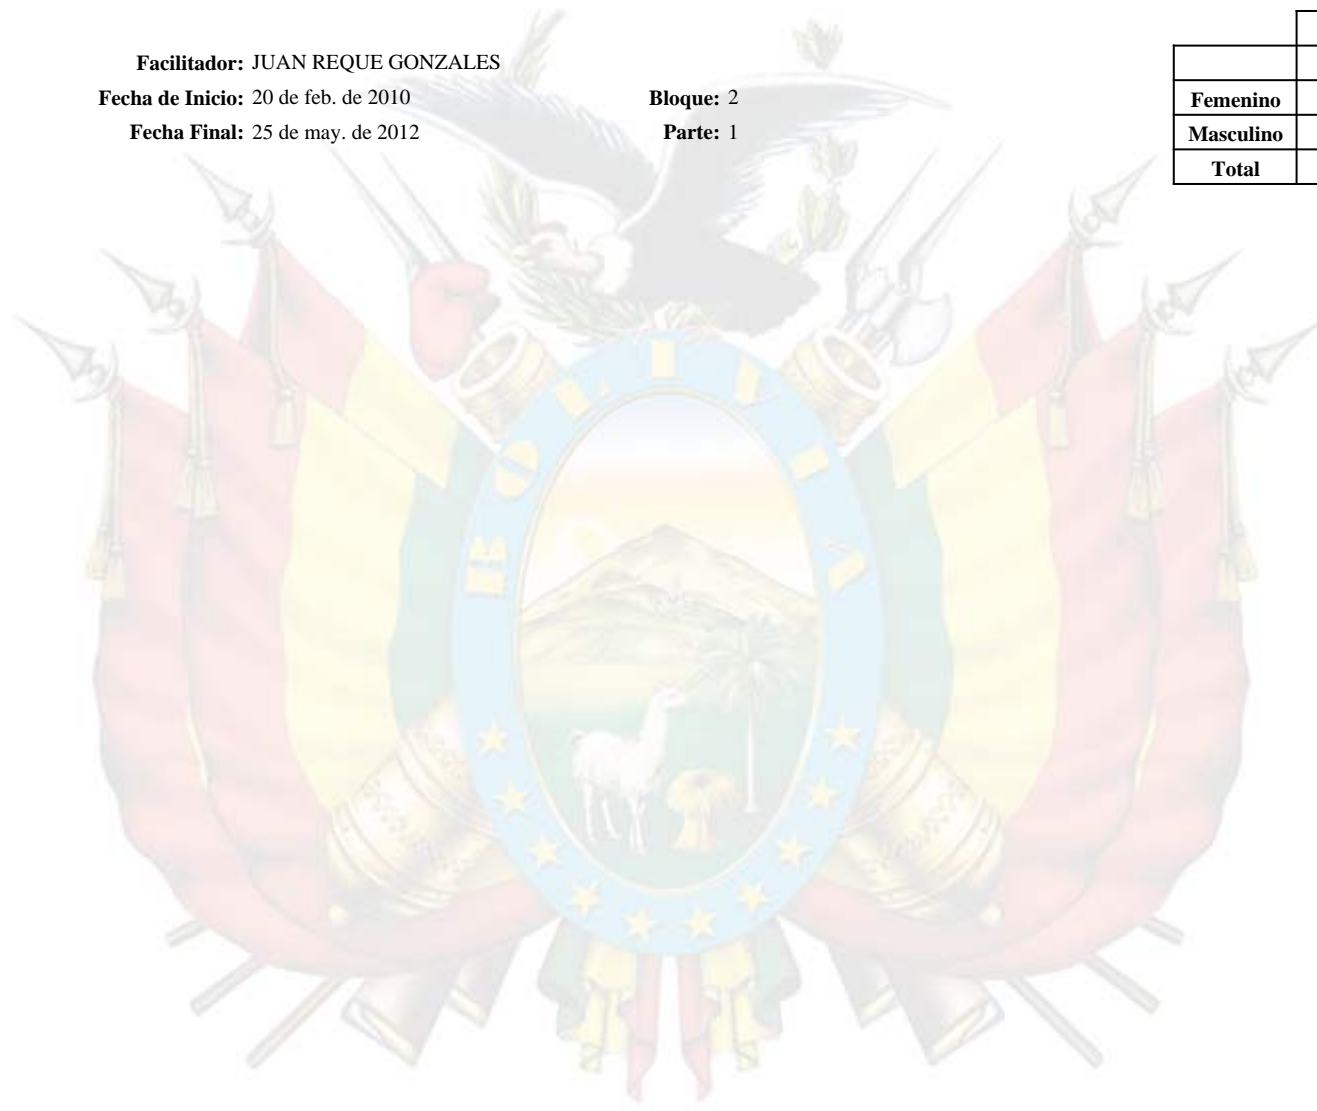 Facilitador: JUAN REQUE GONZALES
Fecha de Inicio: 20 de feb. de 2010 Bloque: 2
Fecha Final: 25 de may. de 2012 Parte: 1
Femenino
Masculino
Total
BOLIVIA